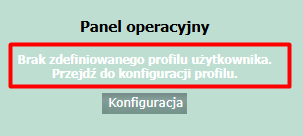 Panel operacyjny
Brak zdefiniowanego profilu użytkownika.
Przejdź do konfiguracji profilu.
Konfiguracja